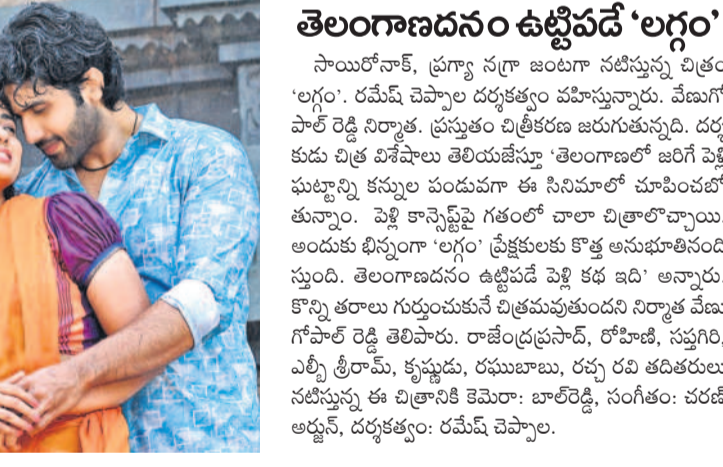 తెలంగాణదనం ఉట్టిపడే ‘లగ్గం’
సాయిరోనాక్, ప్రగ్యా నగ్రా జంటగా నటిస్తున్న చిత్రం
‘లగ్గం’. రమేష్ చెప్పాల దర్శకత్వం వహిస్తున్నారు. వేణుగో
పాల్ రెడ్డి నిర్మాత. ప్రస్తుతం చిత్రీకరణ జరుగుతున్నది. దర్శ
కుడు చిత్ర విశేషాలు తెలియజేస్తూ ‘తెలంగాణలో జరిగే పెళ్లి
ఘట్టాన్ని కన్నుల పండువగా ఈ సినిమాలో చూపించబో
తున్నాం. పెళ్లి కాన్సెప్ట్‌పై గతంలో చాలా చిత్రాలొచ్చాయి.
అందుకు భిన్నంగా ‘లగ్గం’ ప్రేక్షకులకు కొత్త అనుభూతినంది
స్తుంది. తెలంగాణదనం ఉట్టిపడే పెళ్లి కథ ఇది’ అన్నారు.
కొన్ని తరాలు గుర్తుంచుకునే చిత్రమవుతుందని నిర్మాత వేణు
గోపాల్ రెడ్డి తెలిపారు. రాజేంద్రప్రసాద్, రోహిణి, సప్తగిరి,
ఎల్బీ శ్రీరామ్, కృష్ణుడు, రఘుబాబు, రచ్చ రవి తదితరులు
నటిస్తున్న ఈ చిత్రానికి కెమెరా: బాల్‌రెడ్డి, సంగీతం: చరణ్
అర్జున్, దర్శకత్వం: రమేష్ చెప్పాల.